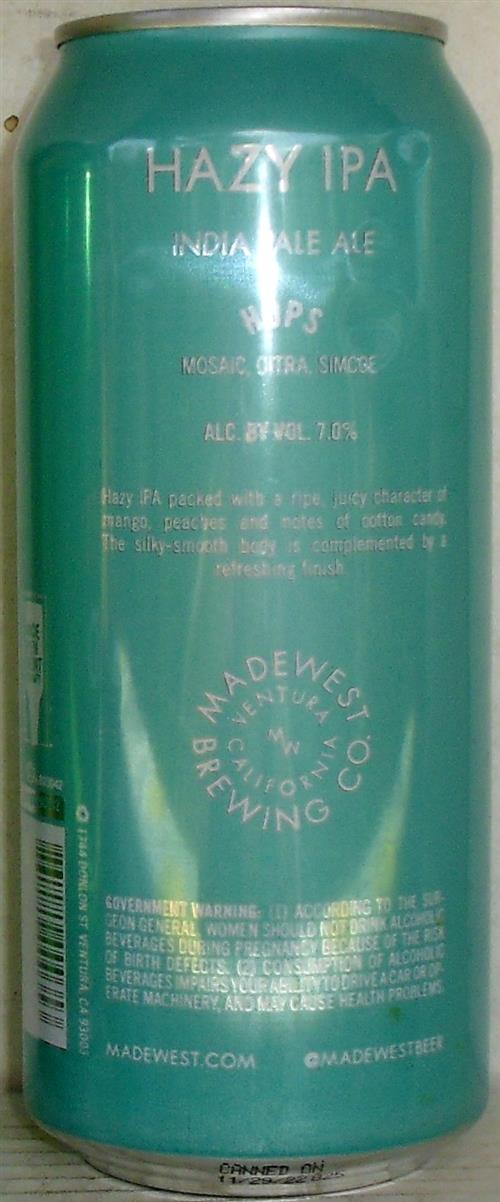 HAZY IPA
INDIA PALE ALE
HOPS
MOSAIC, CITRA, SIMCOE
ALC. BY VOL. 7.0%
Hazy IPA packed with a ripe, juicy character of
mango, peaches and notes of cotton candy.
The silky-smooth body is complemented by a
refreshing finish.
MADEWEST
BREWING CO.
VENTURA
CALIFORNIA
MW
GOVERNMENT WARNING: (1) ACCORDING TO THE SUR-
GEON GENERAL, WOMEN SHOULD NOT DRINK ALCOHOLIC
BEVERAGES DURING PREGNANCY BECAUSE OF THE RISK
OF BIRTH DEFECTS. (2) CONSUMPTION OF ALCOHOLIC
BEVERAGES IMPAIRS YOUR ABILITY TO DRIVE A CAR OR OP-
ERATE MACHINERY, AND MAY CAUSE HEALTH PROBLEMS.
MADEWEST.COM @MADEWESTBEER
1744 DONLON ST. VENTURA, CA 93003
CANNED ON
11/29/22